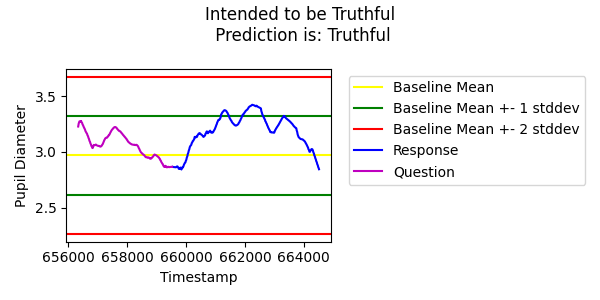 Intended to be Truthful
Prediction is: Truthful
Pupil Diameter
3.5
3.0
2.5
656000 658000 660000 662000 664000
Timestamp
Baseline Mean
Baseline Mean +- 1 stddev
Baseline Mean +- 2 stddev
Response
Question